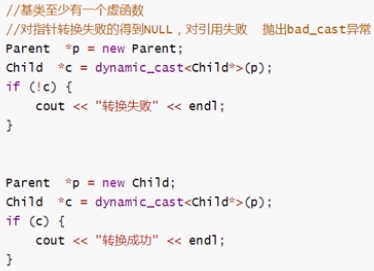 //基类至少有一个虚函数
//对指针转换失败的得到NULL，对引用失败  抛出bad_cast异常
Parent  *p = new Parent;
Child  *c = dynamic_cast<Child*>(p);
if (!c) {
    cout << "转换失败" << endl;
}
Parent  *p = new Child;
Child  *c = dynamic_cast<Child*>(p);
if (c) {
    cout << "转换成功" << endl;
}